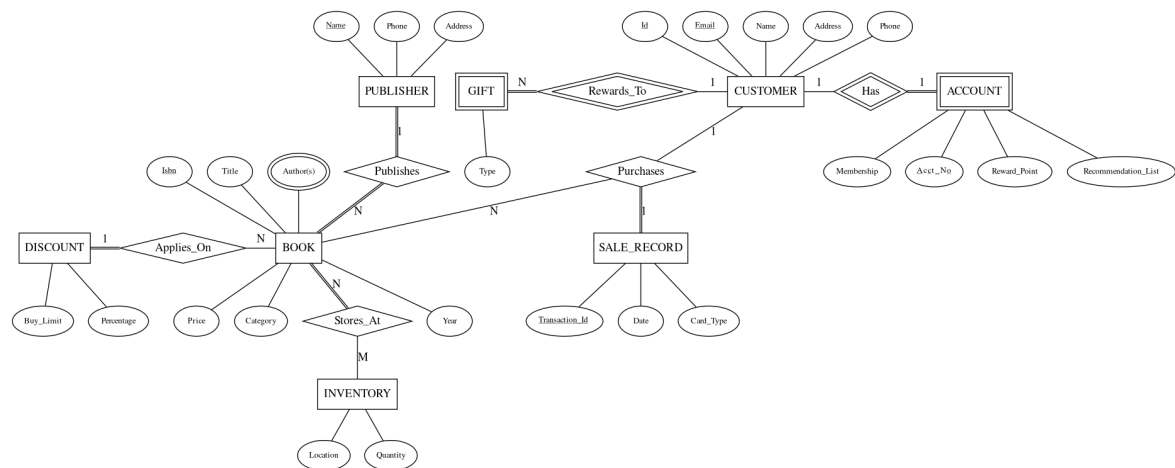 Name
Phone
Address
Id
Email
Name
Address
Phone
PUBLISHER
GIFT
N
Rewards_To
1
CUSTOMER
1
Has
1
ACCOUNT
1
1
Isbn
Title
Author(s)
Publishes
Type
Purchases
Membership
Acct_No
Reward_Point
Recommendation_List
N
N
1
DISCOUNT
1
Applies_On
N
BOOK
SALE_RECORD
N
Buy_Limit
Percentage
Price
Category
Stores_At
Year
Transaction_Id
Date
Card_Type
M
INVENTORY
Location
Quantity